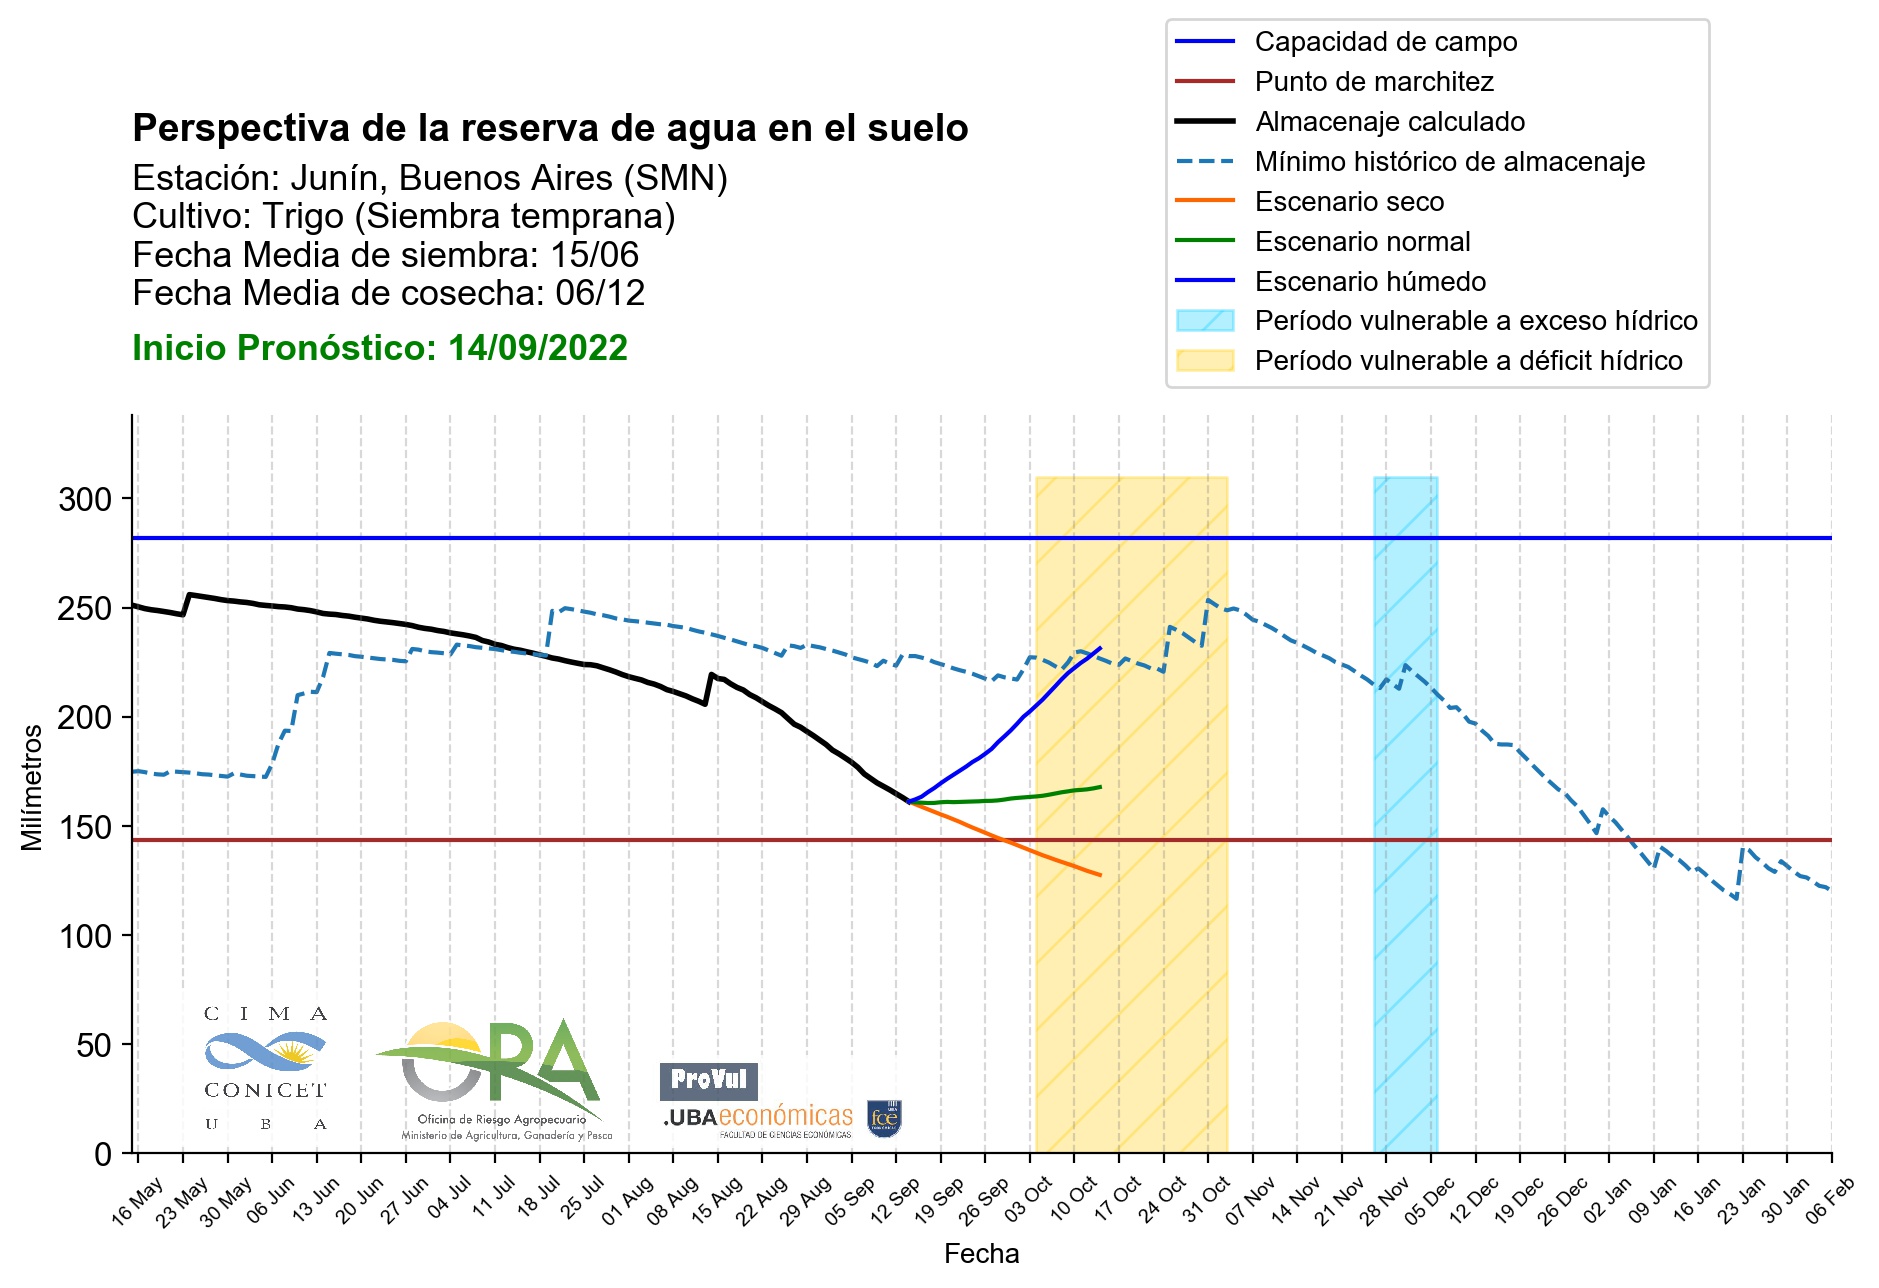 Capacidad de campo
Punto de marchitez
Almacenaje calculado
Mínimo histórico de almacenaje
Escenario seco
Escenario normal
Escenario húmedo
Período vulnerable a exceso hídrico
Período vulnerable a déficit hídrico
Perspectiva de la reserva de agua en el suelo
Estación: Junín, Buenos Aires (SMN)
Cultivo: Trigo (Siembra temprana)
Fecha Media de siembra: 15/06
Fecha Media de cosecha: 06/12
Inicio Pronóstico: 14/09/2022
300
250
200
150
100
50
0
Milímetros
CIMA
CONICET
UBA
ORA
Oficina de Riesgo Agropecuario
Ministerio de Agricultura, Ganadería y Pesca
ProVul
.UBAeconómicas
FACULTAD DE CIENCIAS ECONÓMICAS
fce
16 May
23 May
30 May
06 Jun
13 Jun
20 Jun
27 Jun
04 Jul
11 Jul
18 Jul
25 Jul
01 Aug
08 Aug
15 Aug
22 Aug
29 Aug
05 Sep
12 Sep
19 Sep
26 Sep
03 Oct
10 Oct
17 Oct
24 Oct
31 Oct
07 Nov
14 Nov
21 Nov
28 Nov
05 Dec
12 Dec
19 Dec
26 Dec
02 Jan
09 Jan
16 Jan
23 Jan
30 Jan
06 Feb
Fecha